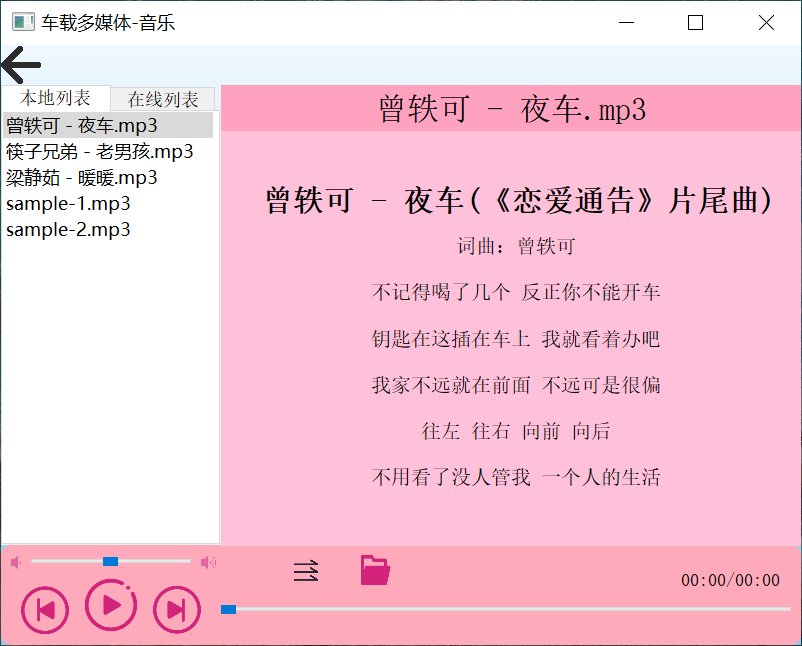 车载多媒体-音乐
本地列表
在线列表
曾轶可 - 夜车.mp3
筷子兄弟 - 老男孩.mp3
梁静茹 - 暖暖.mp3
sample-1.mp3
sample-2.mp3
曾轶可 - 夜车.mp3
曾轶可 - 夜车(《恋爱通告》片尾曲)
词曲：曾轶可
不记得喝了几个 反正你不能开车
钥匙在这插在车上 我就看着办吧
我家不远就在前面 不远可是很偏
往左 往右 向前 向后
不用看了没人管我 一个人的生活
00:00/00:00